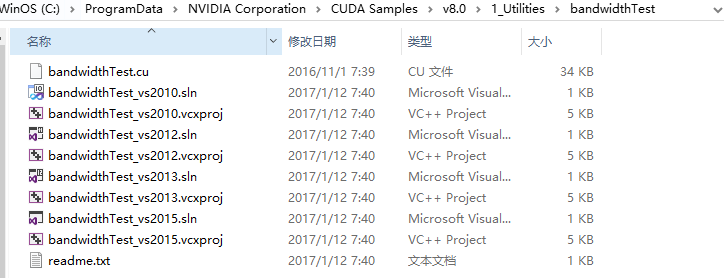 WinOS (C:) > ProgramData > NVIDIA Corporation > CUDA Samples > v8.0 > 1_Utilities > bandwidthTest
名称 修改日期 类型 大小
bandwidthTest.cu 2016/11/1 7:39 CU 文件 34 KB
bandwidthTest_vs2010.sln 2017/1/12 7:40 Microsoft Visual... 1 KB
bandwidthTest_vs2010.vcxproj 2017/1/12 7:40 VC++ Project 5 KB
bandwidthTest_vs2012.sln 2017/1/12 7:40 Microsoft Visual... 1 KB
bandwidthTest_vs2012.vcxproj 2017/1/12 7:40 VC++ Project 5 KB
bandwidthTest_vs2013.sln 2017/1/12 7:40 Microsoft Visual... 1 KB
bandwidthTest_vs2013.vcxproj 2017/1/12 7:40 VC++ Project 5 KB
bandwidthTest_vs2015.sln 2017/1/12 7:40 Microsoft Visual... 1 KB
bandwidthTest_vs2015.vcxproj 2017/1/12 7:40 VC++ Project 5 KB
readme.txt 2017/1/12 7:40 文本文档 1 KB